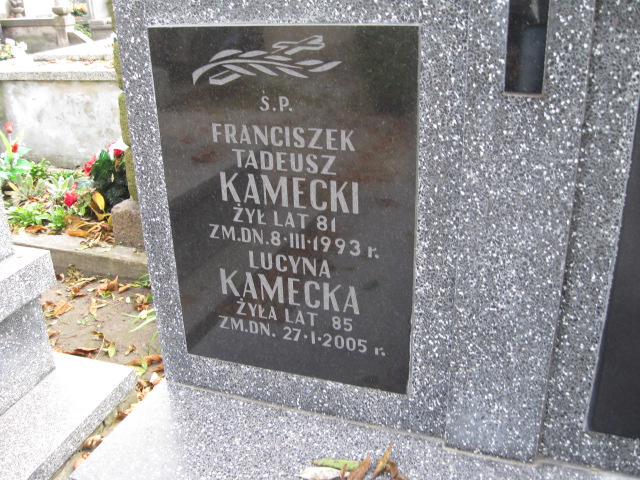 Ś.P.
FRANCISZEK
TADEUSZ
KAMECKI
ŻYŁ LAT 81
ZM.DN. 8·III·1993 r.
LUCYNA
KAMECKA
ŻYŁA LAT 85
ZM.DN. 27·1·2005 r.